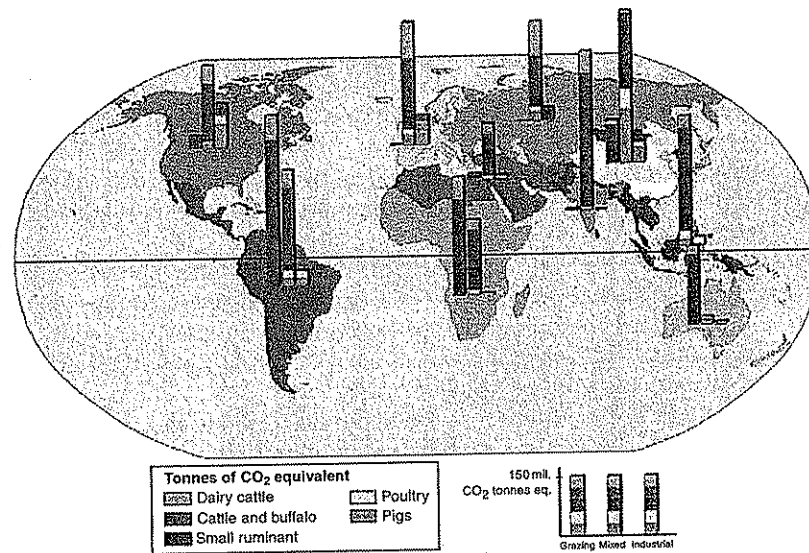 Tonnes of CO₂ equivalent
Dairy cattle
Poultry
Cattle and buffalo
Pigs
Small ruminant
150 mil.
CO₂ tonnes eq.
Grazing Mixed Industrial